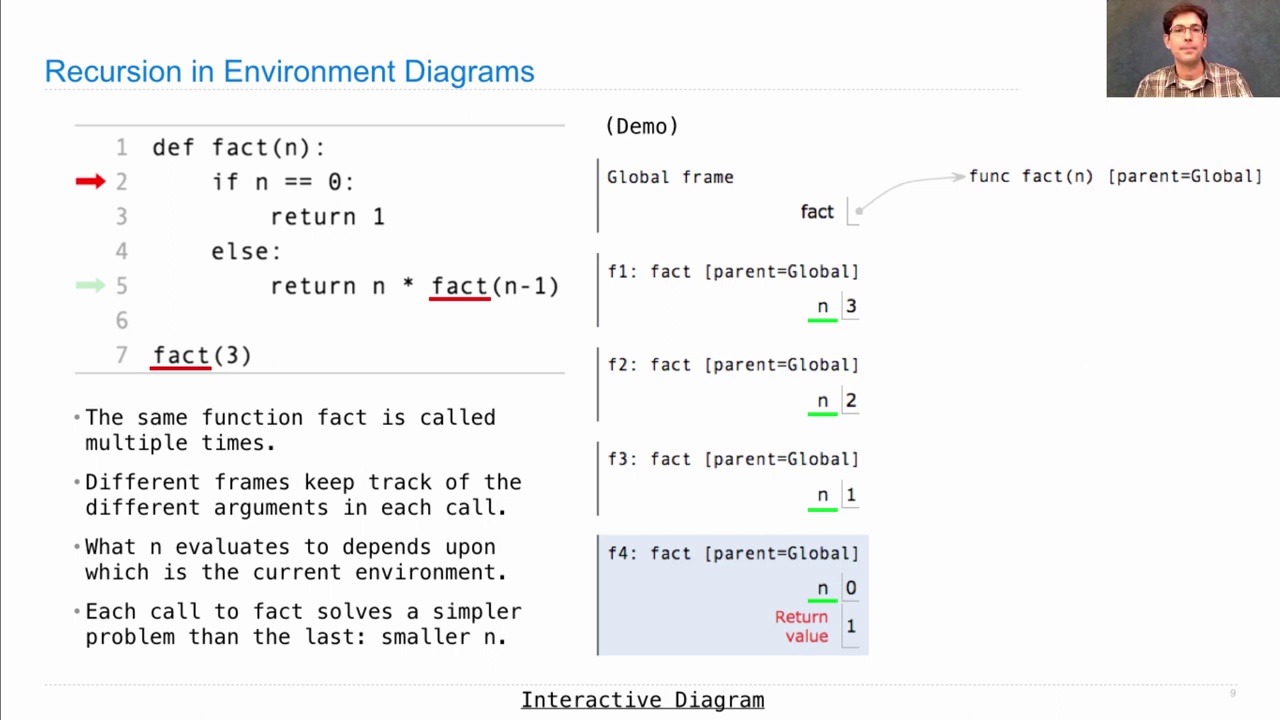 Recursion in Environment Diagrams
1 def fact(n):
2 if n == 0:
3 return 1
4 else:
5 return n * fact(n-1)
6
7 fact(3)
• The same function fact is called
multiple times.
• Different frames keep track of the
different arguments in each call.
• What n evaluates to depends upon
which is the current environment.
• Each call to fact solves a simpler
problem than the last: smaller n.
(Demo)
Global frame
fact
func fact(n) [parent=Global]
f1: fact [parent=Global]
n 3
f2: fact [parent=Global]
n 2
f3: fact [parent=Global]
n 1
f4: fact [parent=Global]
n 0
Return
value 1
Interactive Diagram
9